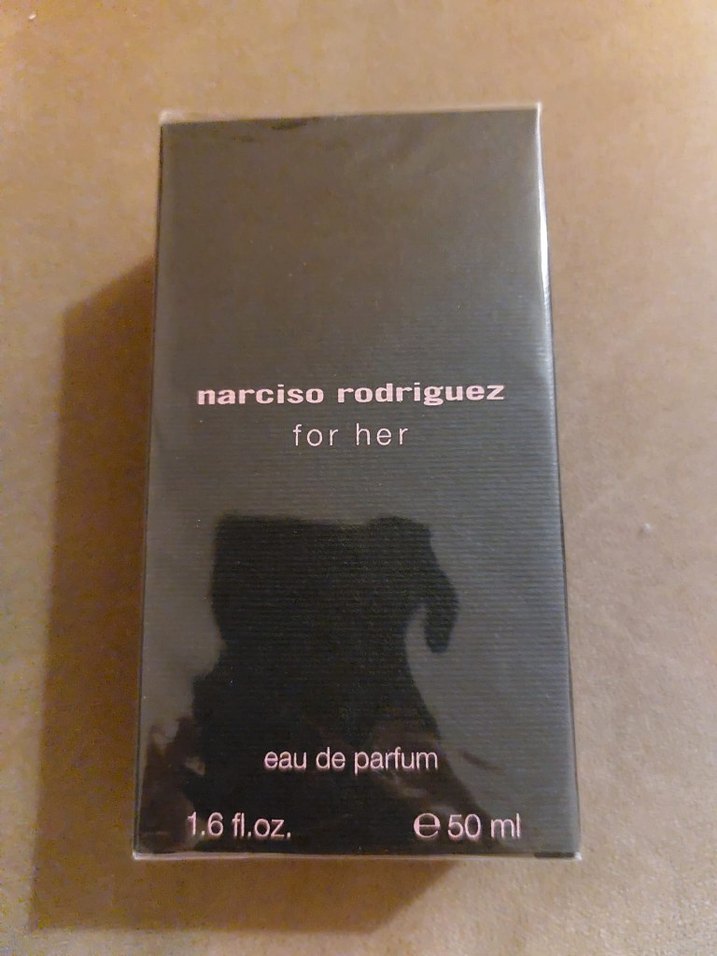 narciso rodriguez
for her
eau de parfum
1.6 fl.oz. ℮ 50 ml